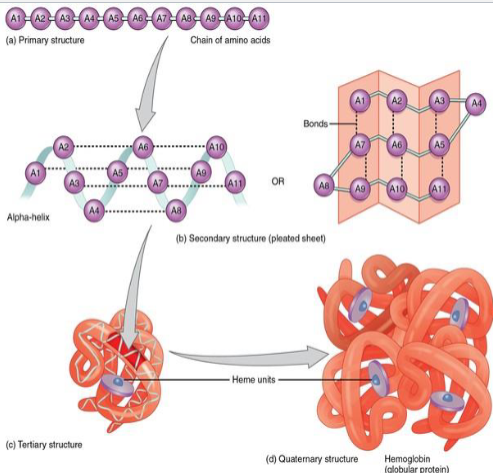 A1 A2 A3 A4 A5 A6 A7 A8 A9 A10 A11
(a) Primary structure Chain of amino acids
A2 A6 A10
A1 A5 A9
A3 A7 A11
A4 A8
Alpha-helix
OR
A1 A2 A3 A4
Bonds
A7 A6 A5
A8 A9 A10 A11
(b) Secondary structure (pleated sheet)
Heme units
(c) Tertiary structure
(d) Quaternary structure Hemoglobin
(globular protein)